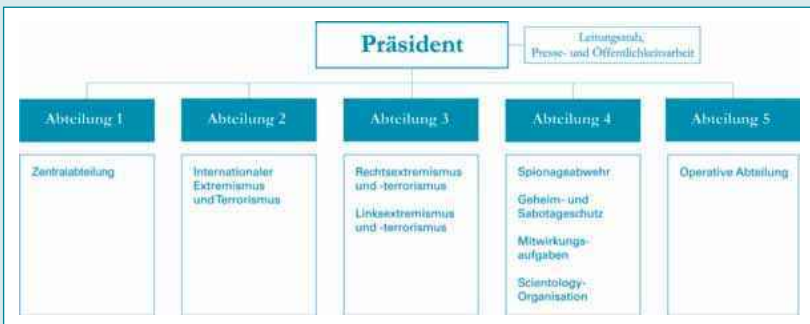 Präsident
Leitungsstab,
Presse- und Öffentlichkeitsarbeit
Abteilung 1
Abteilung 2
Abteilung 3
Abteilung 4
Abteilung 5
Zentralabteilung
Internationaler
Extremismus
und Terrorismus
Rechtsextremismus
und -terrorismus
Linksextremismus
und -terrorismus
Spionageabwehr
Geheim- und
Sabotageschutz
Mitwirkungs-
aufgaben
Scientology-
Organisation
Operative Abteilung